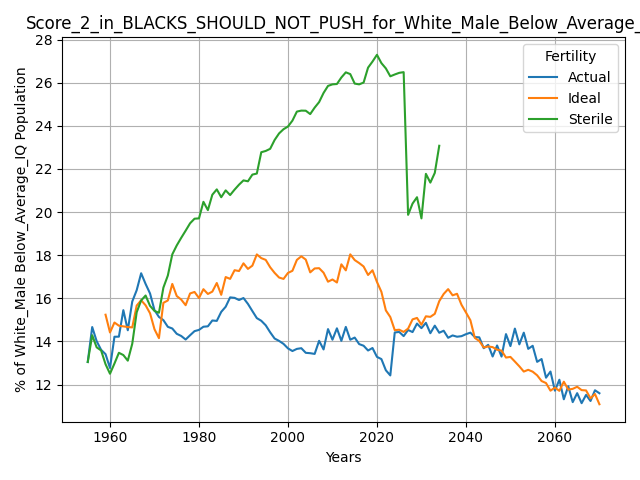 Score_2_in_BLACKS_SHOULD_NOT_PUSH_for_White_Male_Below_Average_
% of White_Male Below_Average_IQ Population
28
26
24
22
20
18
16
14
12
1960
1980
2000
2020
2040
2060
Years
Fertility
Actual
Ideal
Sterile